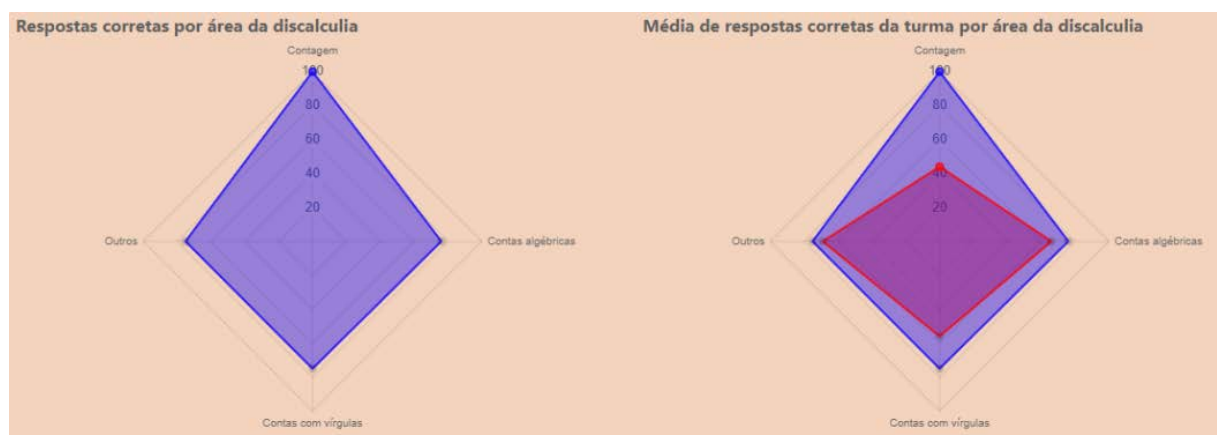 Respostas corretas por área da discalculia
Contagem
100
80
60
40
20
Outros
Contas algébricas
Contas com vírgulas
Média de respostas corretas da turma por área da discalculia
Contagem
100
80
60
40
20
Outros
Contas algébricas
Contas com vírgulas